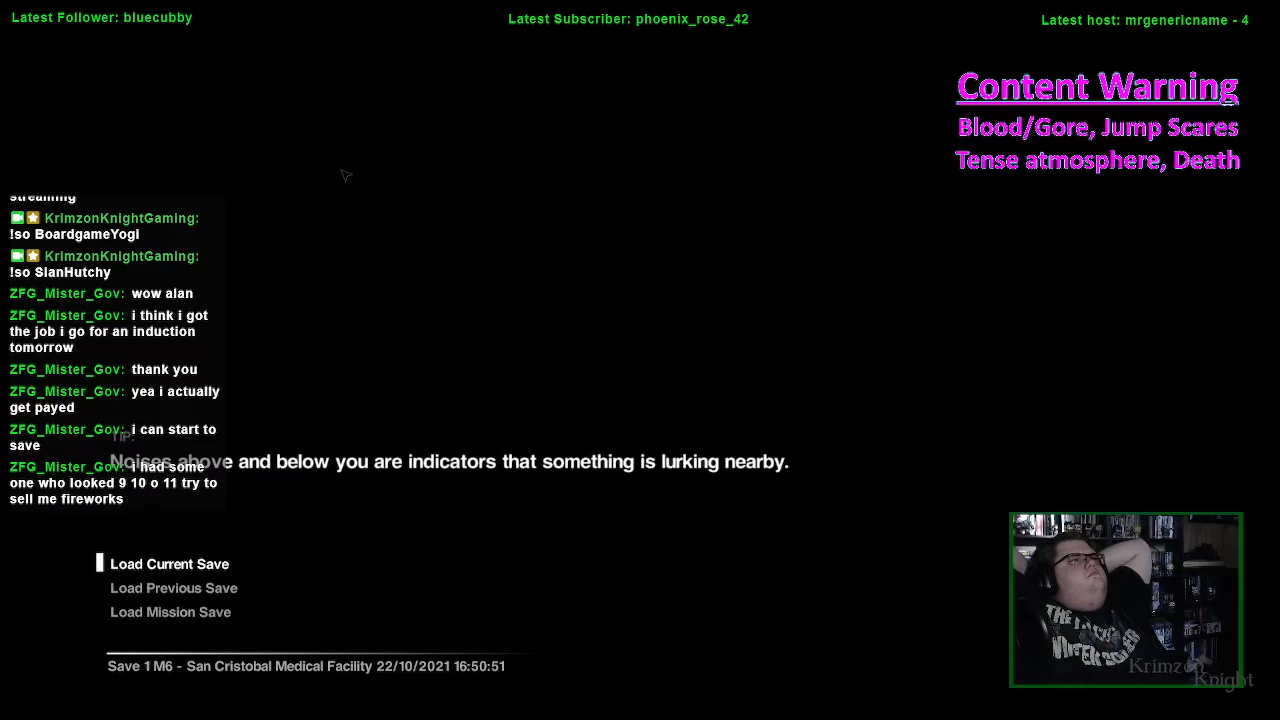 Latest Follower: bluecubby
Latest Subscriber: phoenix_rose_42
Latest host: mrgenericname - 4
Content Warning
Blood/Gore, Jump Scares
Tense atmosphere, Death
streaming
KrimzonKnightGaming:
!so BoardgameYogi
KrimzonKnightGaming:
!so SianHutchy
ZFG_Mister_Gov: wow alan
ZFG_Mister_Gov: i think i got
the job i go for an induction
tomorrow
ZFG_Mister_Gov: thank you
ZFG_Mister_Gov: yea i actually
get payed
ZFG_Mister_Gov: i can start to
save
ZFG_Mister_Gov: i had some
one who looked 9 10 o 11 try to
sell me fireworks
TIP:
Noises above and below you are indicators that something is lurking nearby.
Load Current Save
Load Previous Save
Load Mission Save
Save 1 M6 - San Cristobal Medical Facility 22/10/2021 16:50:51
THE
WINTER
Krimzon
Knight